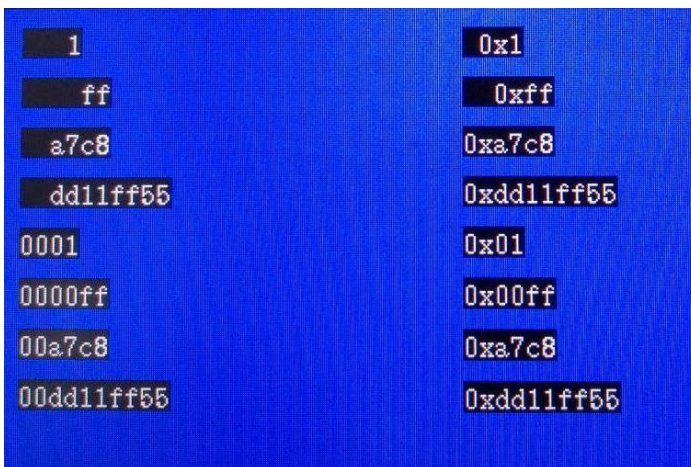 1 0x1
ff 0xff
a7c8 0xa7c8
dd11ff55 0xdd11ff55
0001 0x01
0000ff 0x00ff
00a7c8 0xa7c8
00dd11ff55 0xdd11ff55